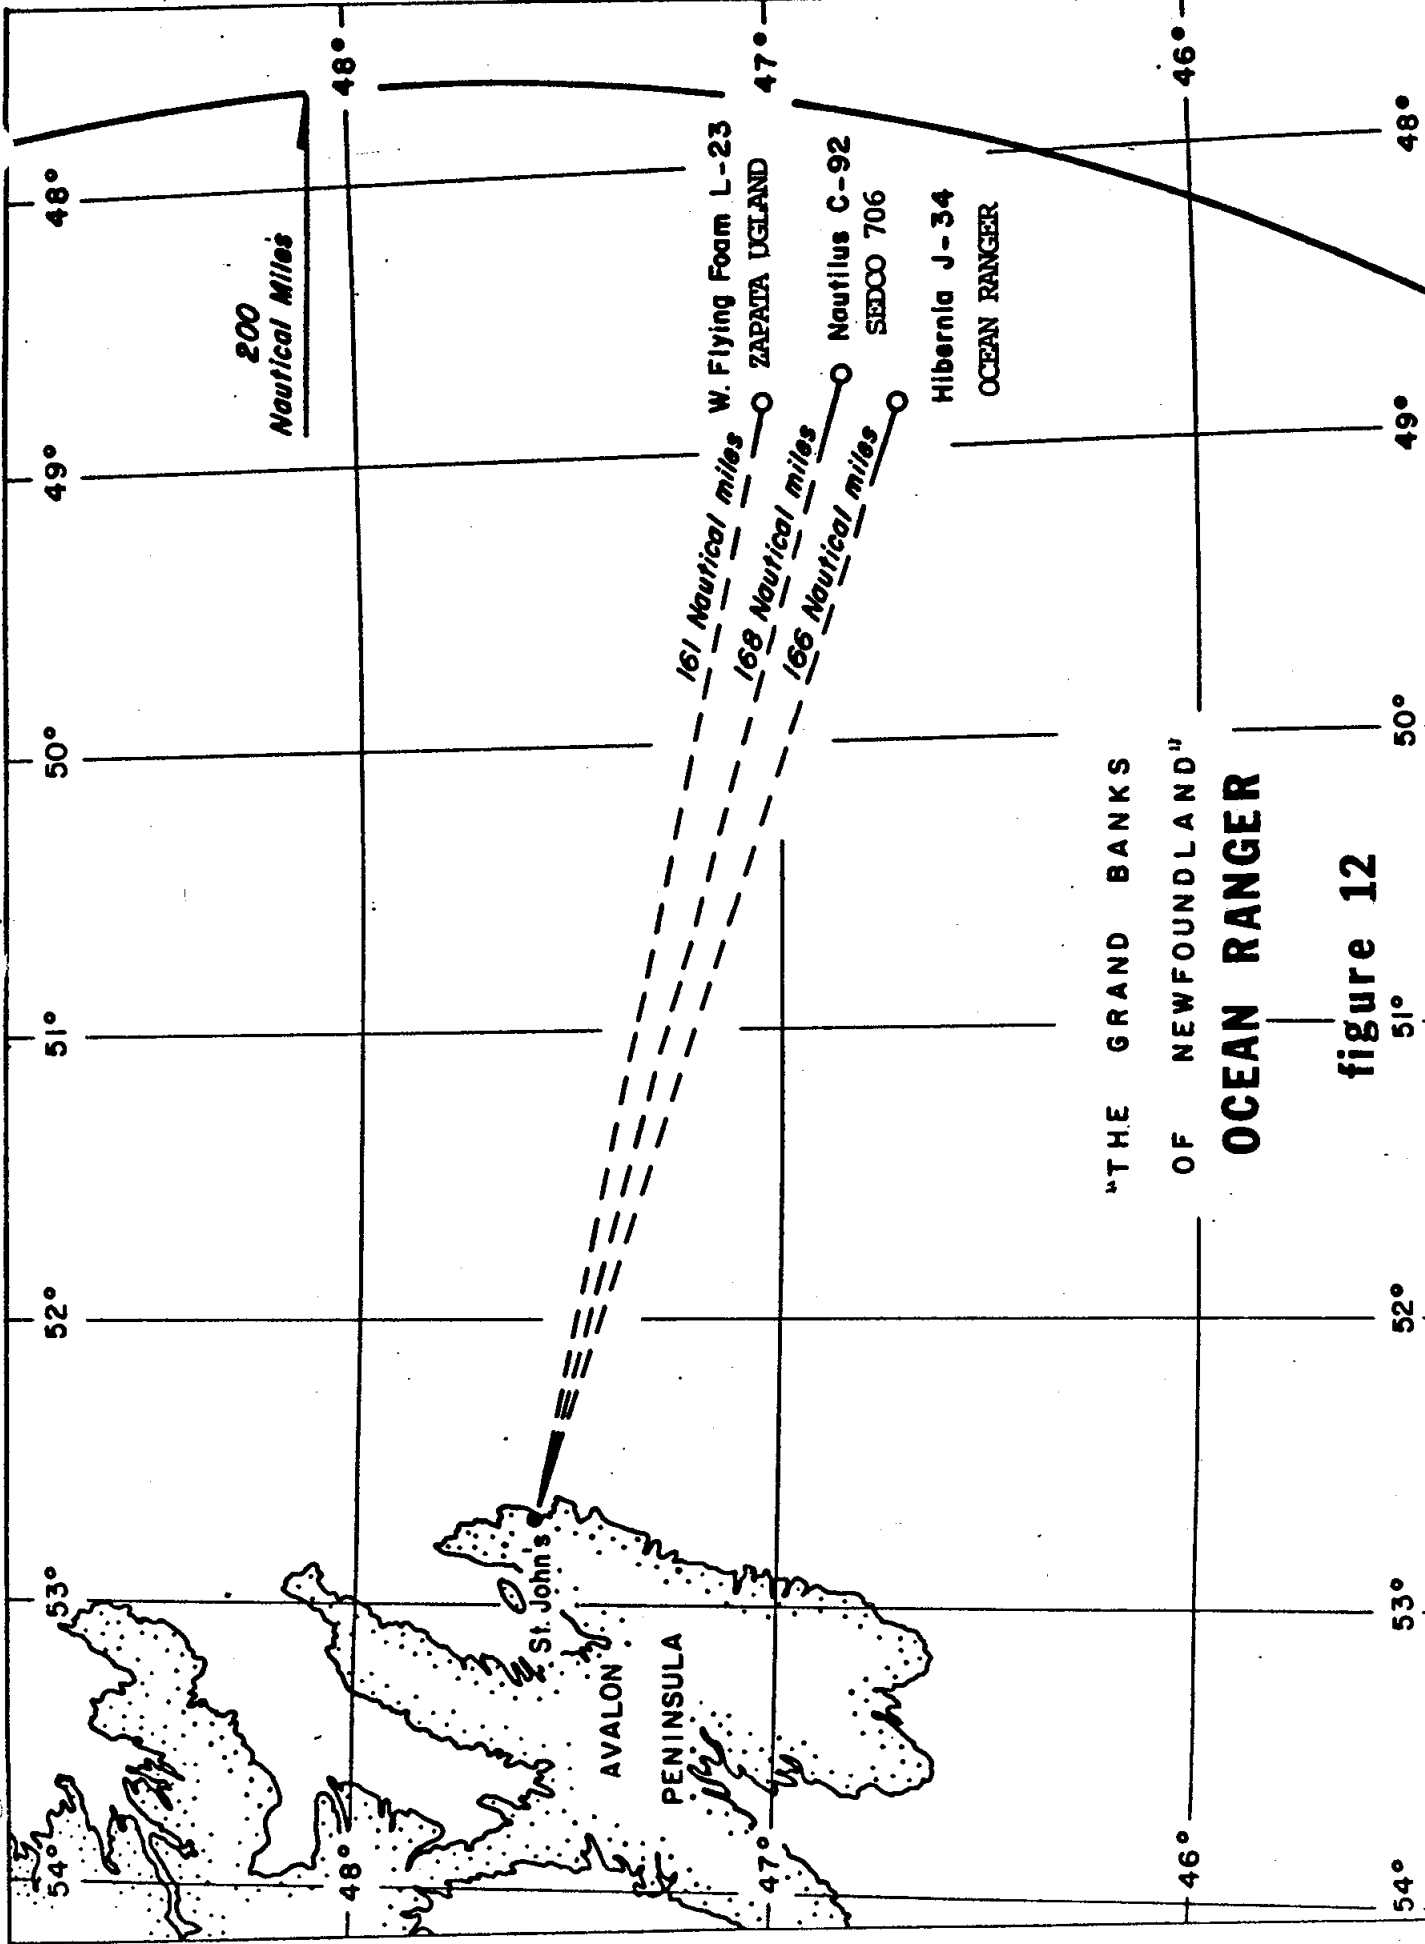 54°
53°
52°
51°
50°
49°
48°
200
Nautical Miles
48°
48°
St. John's
AVALON
PENINSULA
161 Nautical miles
168 Nautical miles
166 Nautical miles
W. Flying Foam L-23
ZAPATA UGLAND
Nautilus C-92
SEDCO 706
Hibernia J-34
OCEAN RANGER
47°
47°
"THE GRAND BANKS
OF NEWFOUNDLAND"
OCEAN RANGER
figure 12
46°
46°
54°
53°
52°
51°
50°
49°
48°